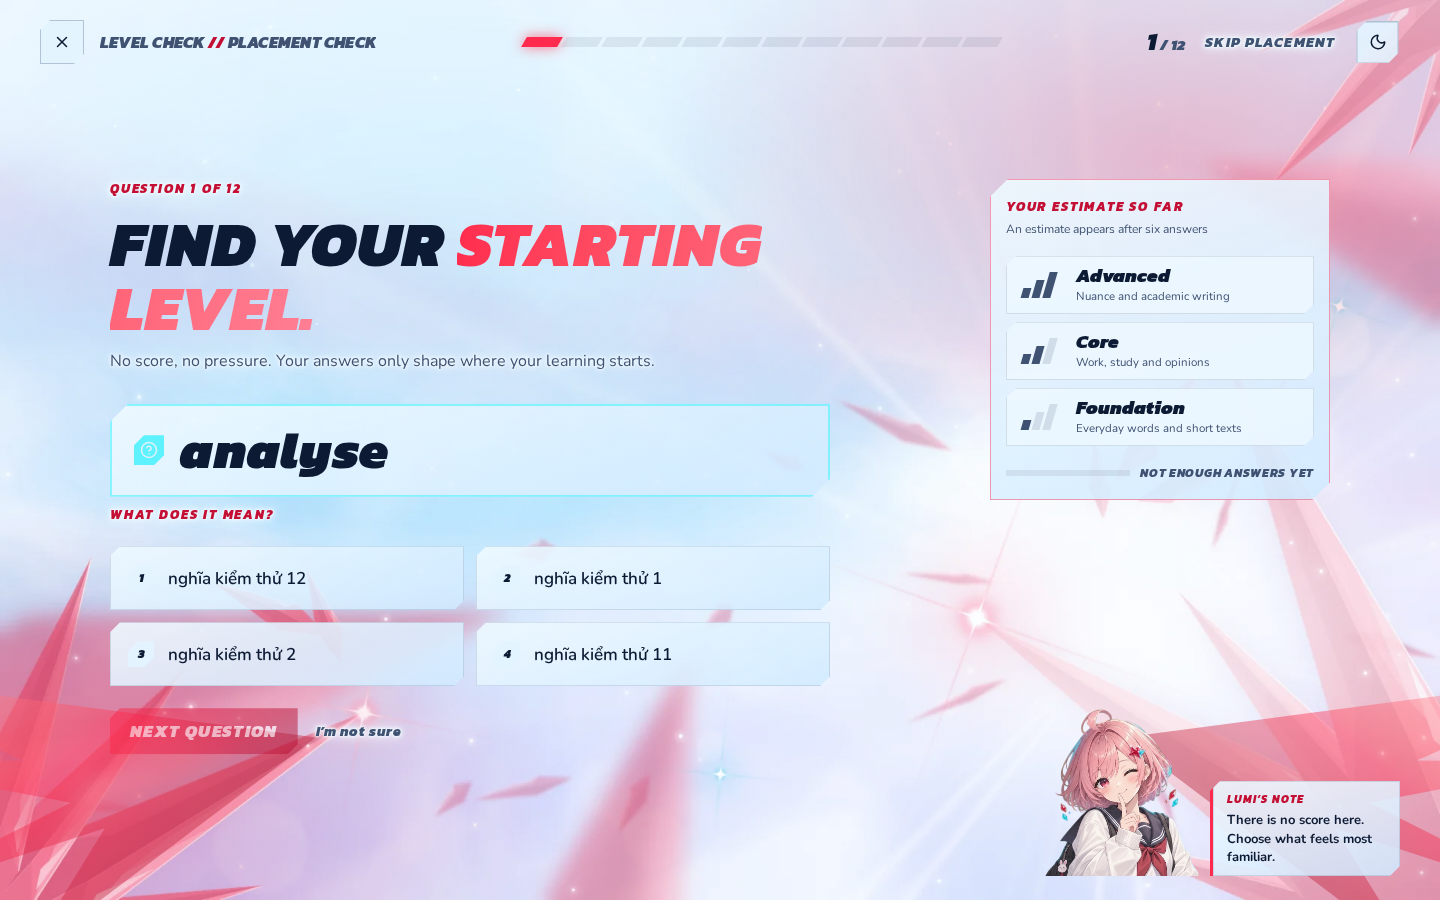 LEVEL CHECK // PLACEMENT CHECK
1 / 12
SKIP PLACEMENT
QUESTION 1 OF 12
FIND YOUR STARTING
LEVEL.
No score, no pressure. Your answers only shape where your learning starts.
analyse
WHAT DOES IT MEAN?
1 nghĩa kiểm thử 12
2 nghĩa kiểm thử 1
3 nghĩa kiểm thử 2
4 nghĩa kiểm thử 11
NEXT QUESTION
I'm not sure
YOUR ESTIMATE SO FAR
An estimate appears after six answers
Advanced
Nuance and academic writing
Core
Work, study and opinions
Foundation
Everyday words and short texts
NOT ENOUGH ANSWERS YET
LUMI'S NOTE
There is no score here.
Choose what feels most
familiar.